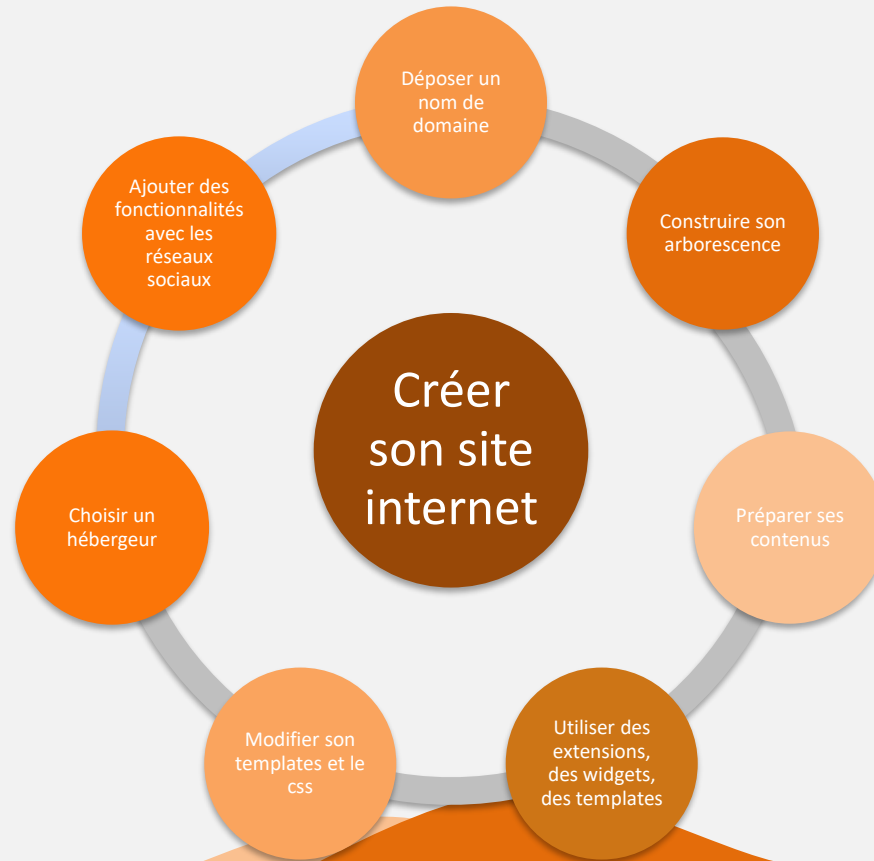 Déposer un
nom de
domaine
Construire son
arborescence
Préparer ses
contenus
Utiliser des
extensions,
des widgets,
des templates
Modifier son
templates et le
css
Choisir un
hébergeur
Ajouter des
fonctionnalités
avec les
réseaux
sociaux
Créer
son site
internet